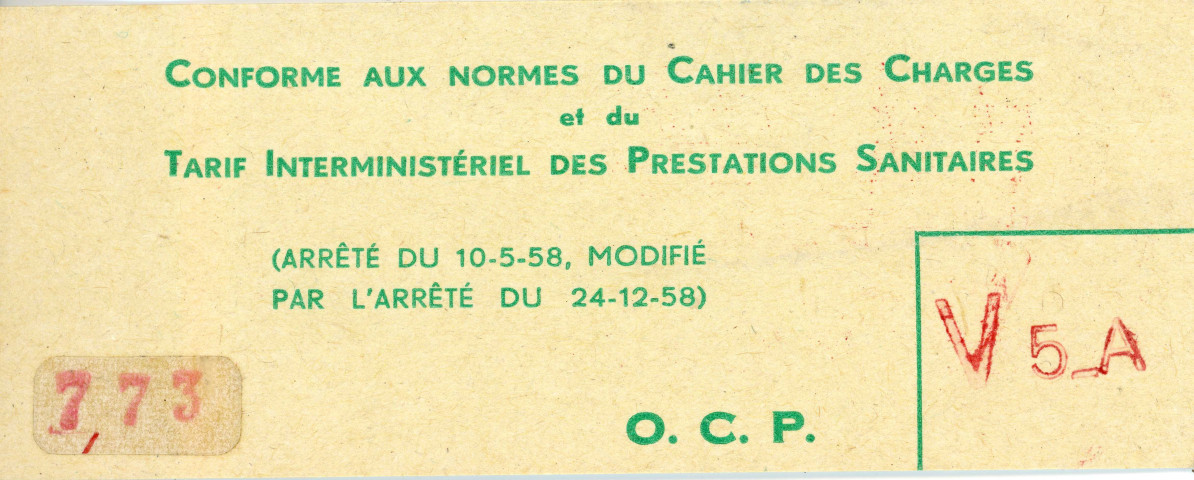 CONFORME AUX NORMES DU CAHIER DES CHARGES
et du
TARIF INTERMINISTÉRIEL DES PRESTATIONS SANITAIRES
(ARRÊTÉ DU 10-5-58, MODIFIÉ
PAR L'ARRÊTÉ DU 24-12-58)
V 5_A
773
O. C. P.